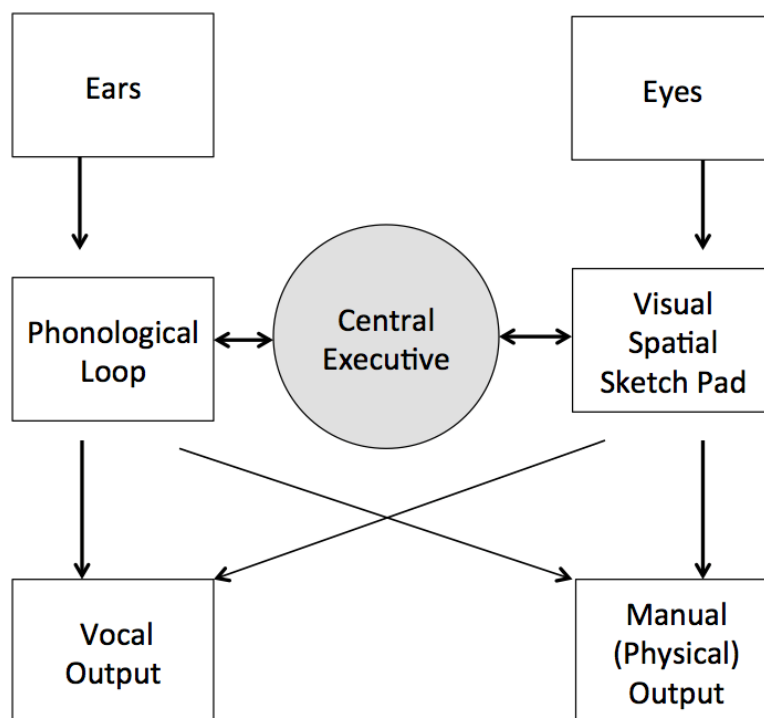 Ears
Eyes
Phonological
Loop
Central
Executive
Visual
Spatial
Sketch Pad
Vocal
Output
Manual
(Physical)
Output